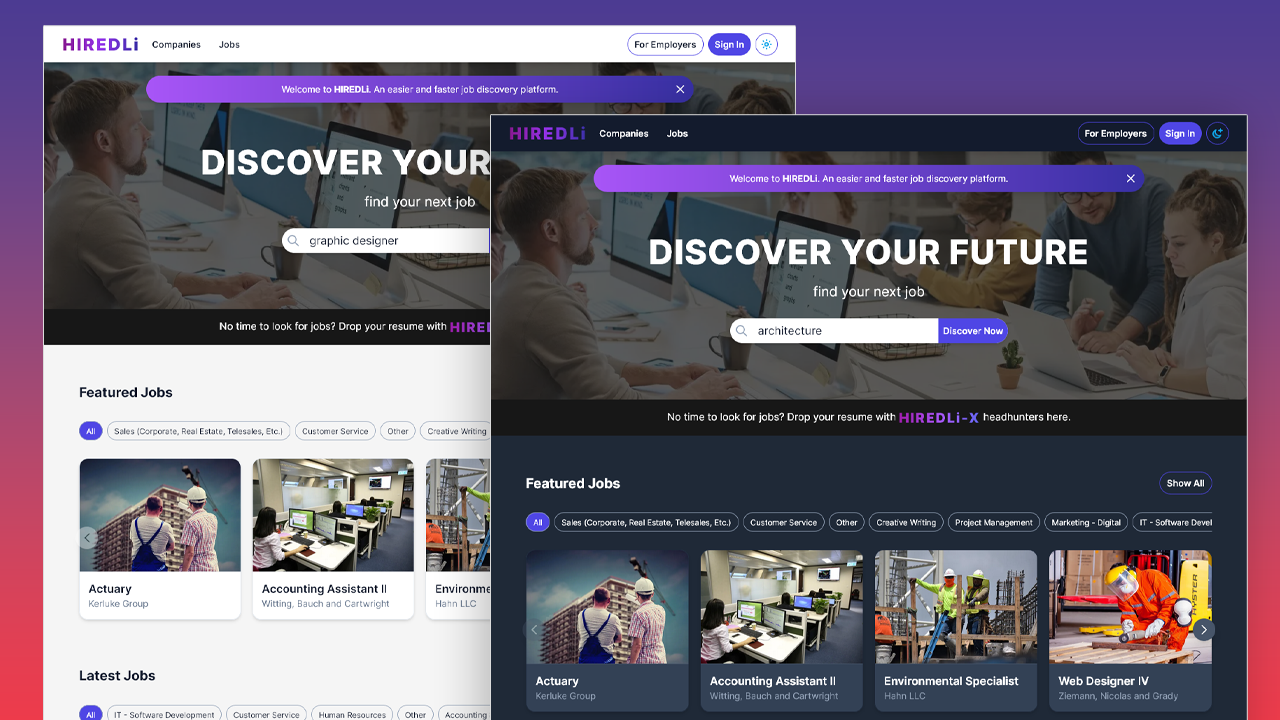 HIREDLi Companies Jobs For Employers Sign In
Welcome to HIREDLi. An easier and faster job discovery platform.
DISCOVER YOUR
find your next job
graphic designer
No time to look for jobs? Drop your resume with HIRED
Featured Jobs
All Sales (Corporate, Real Estate, Telesales, Etc.) Customer Service Other Creative Writing
Actuary
Kerluke Group
Accounting Assistant II
Witting, Bauch and Cartwright
Environme
Hahn LLC
Latest Jobs
All IT - Software Development Customer Service Human Resources Other Accounting
HIREDLi Companies Jobs For Employers Sign In
Welcome to HIREDLi. An easier and faster job discovery platform.
DISCOVER YOUR FUTURE
find your next job
architecture Discover Now
No time to look for jobs? Drop your resume with HIREDLi-X headhunters here.
Featured Jobs Show All
All Sales (Corporate, Real Estate, Telesales, Etc.) Customer Service Other Creative Writing Project Management Marketing - Digital IT - Software Devel
Actuary
Kerluke Group
Accounting Assistant II
Witting, Bauch and Cartwright
Environmental Specialist
Hahn LLC
HYSTER
Web Designer IV
Ziemann, Nicolas and Grady